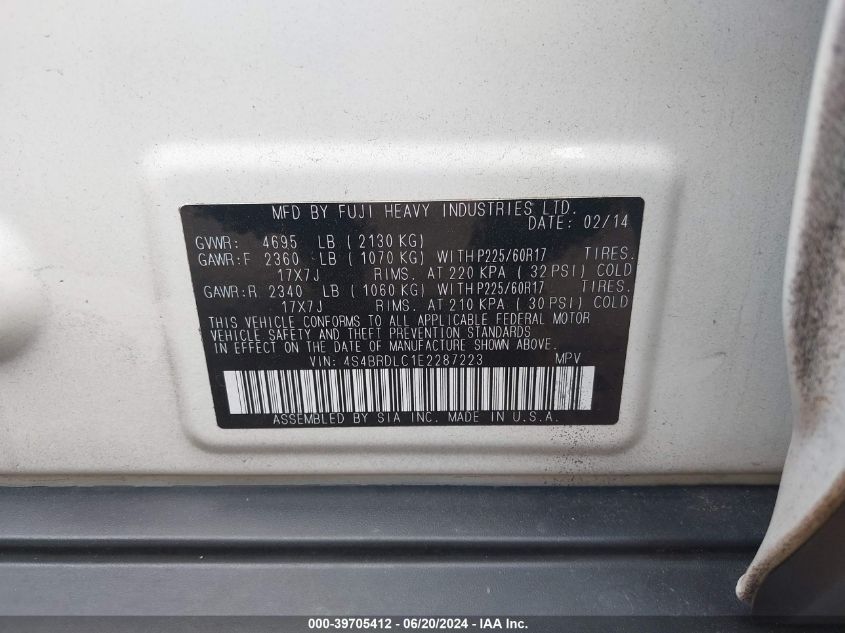 MFD BY FUJI HEAVY INDUSTRIES LTD.
DATE: 02/14
GVWR: 4695 LB ( 2130 KG)
GAWR:F 2360 LB ( 1070 KG) WITH P225/60R17 TIRES.
17X7J RIMS. AT 220 KPA ( 32 PSI) COLD
GAWR:R 2340 LB ( 1060 KG) WITH P225/60R17 TIRES.
17X7J RIMS. AT 210 KPA ( 30 PSI) COLD
THIS VEHICLE CONFORMS TO ALL APPLICABLE FEDERAL MOTOR
VEHICLE SAFETY AND THEFT PREVENTION STANDARDS
IN EFFECT ON THE DATE OF MANUFACTURE SHOWN ABOVE.
VIN: 4S4BRDLC1E2287223 MPV
ASSEMBLED BY SIA INC. MADE IN U.S.A.
000-39705412 - 06/20/2024 - IAA Inc.